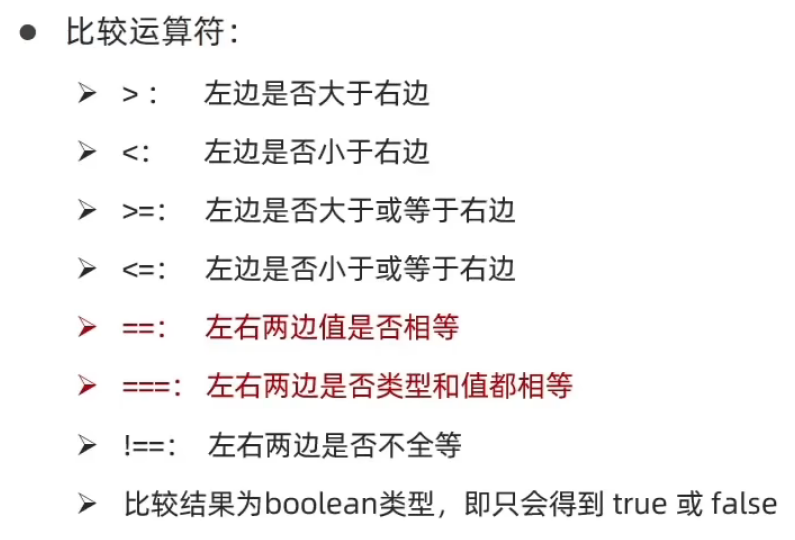 ● 比较运算符：
➢ >： 左边是否大于右边
➢ <： 左边是否小于右边
➢ >=： 左边是否大于或等于右边
➢ <=： 左边是否小于或等于右边
➢ ==： 左右两边值是否相等
➢ ===： 左右两边是否类型和值都相等
➢ !==： 左右两边是否不全等
➢ 比较结果为boolean类型，即只会得到 true 或 false